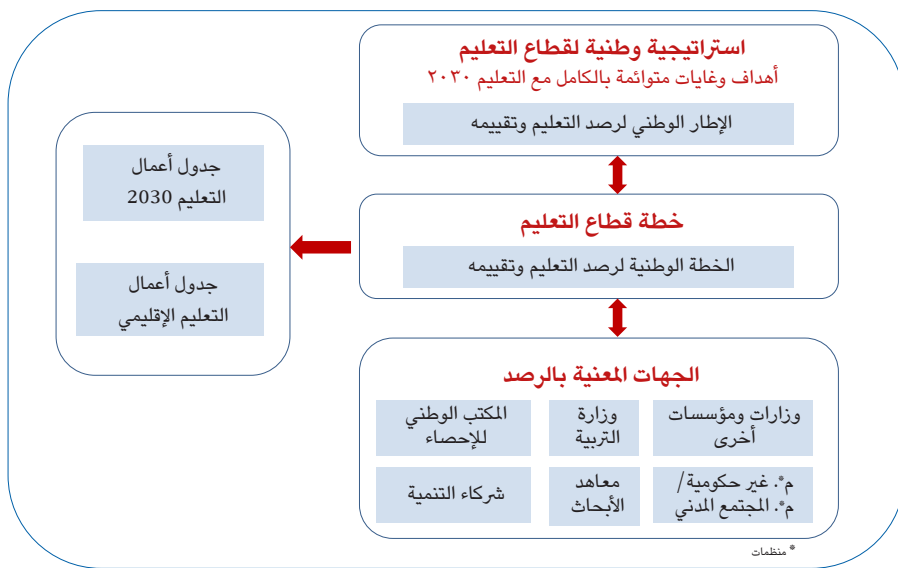 استراتيجية وطنية لقطاع التعليم
أهداف وغايات متوائمة بالكامل مع التعليم ٢٠٣٠
الإطار الوطني لرصد التعليم وتقييمه
خطة قطاع التعليم
الخطة الوطنية لرصد التعليم وتقييمه
جدول أعمال
التعليم 2030
جدول أعمال
التعليم الإقليمي
الجهات المعنية بالرصد
وزارات ومؤسسات
أخرى
وزارة
التربية
المكتب الوطني
للإحصاء
م*. غير حكومية/
م*. المجتمع المدني
معاهد
الأبحاث
شركاء التنمية
* منظمات